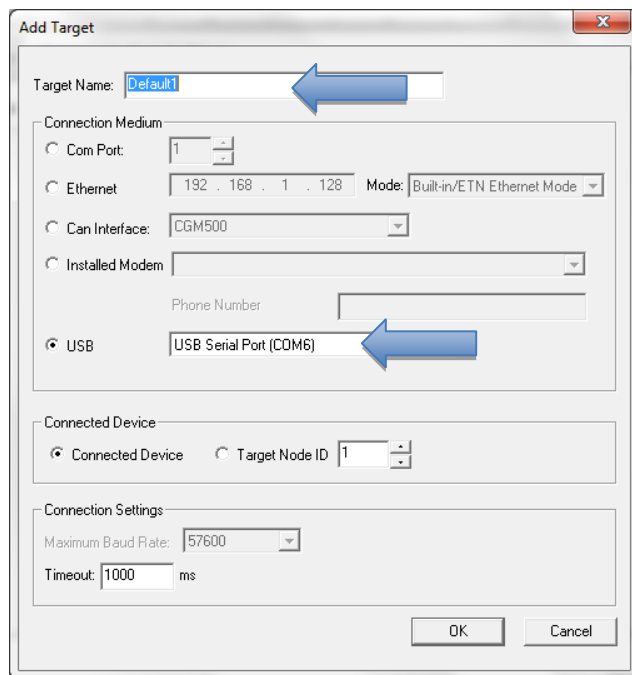 Add Target
Target Name: Default1
Connection Medium
Com Port: 1
Ethernet 192 . 168 . 1 . 128 Mode: Built-in/ETN Ethernet Mode
Can Interface: CGM500
Installed Modem
Phone Number
USB USB Serial Port (COM6)
Connected Device
Connected Device Target Node ID 1
Connection Settings
Maximum Baud Rate: 57600
Timeout: 1000 ms
OK Cancel